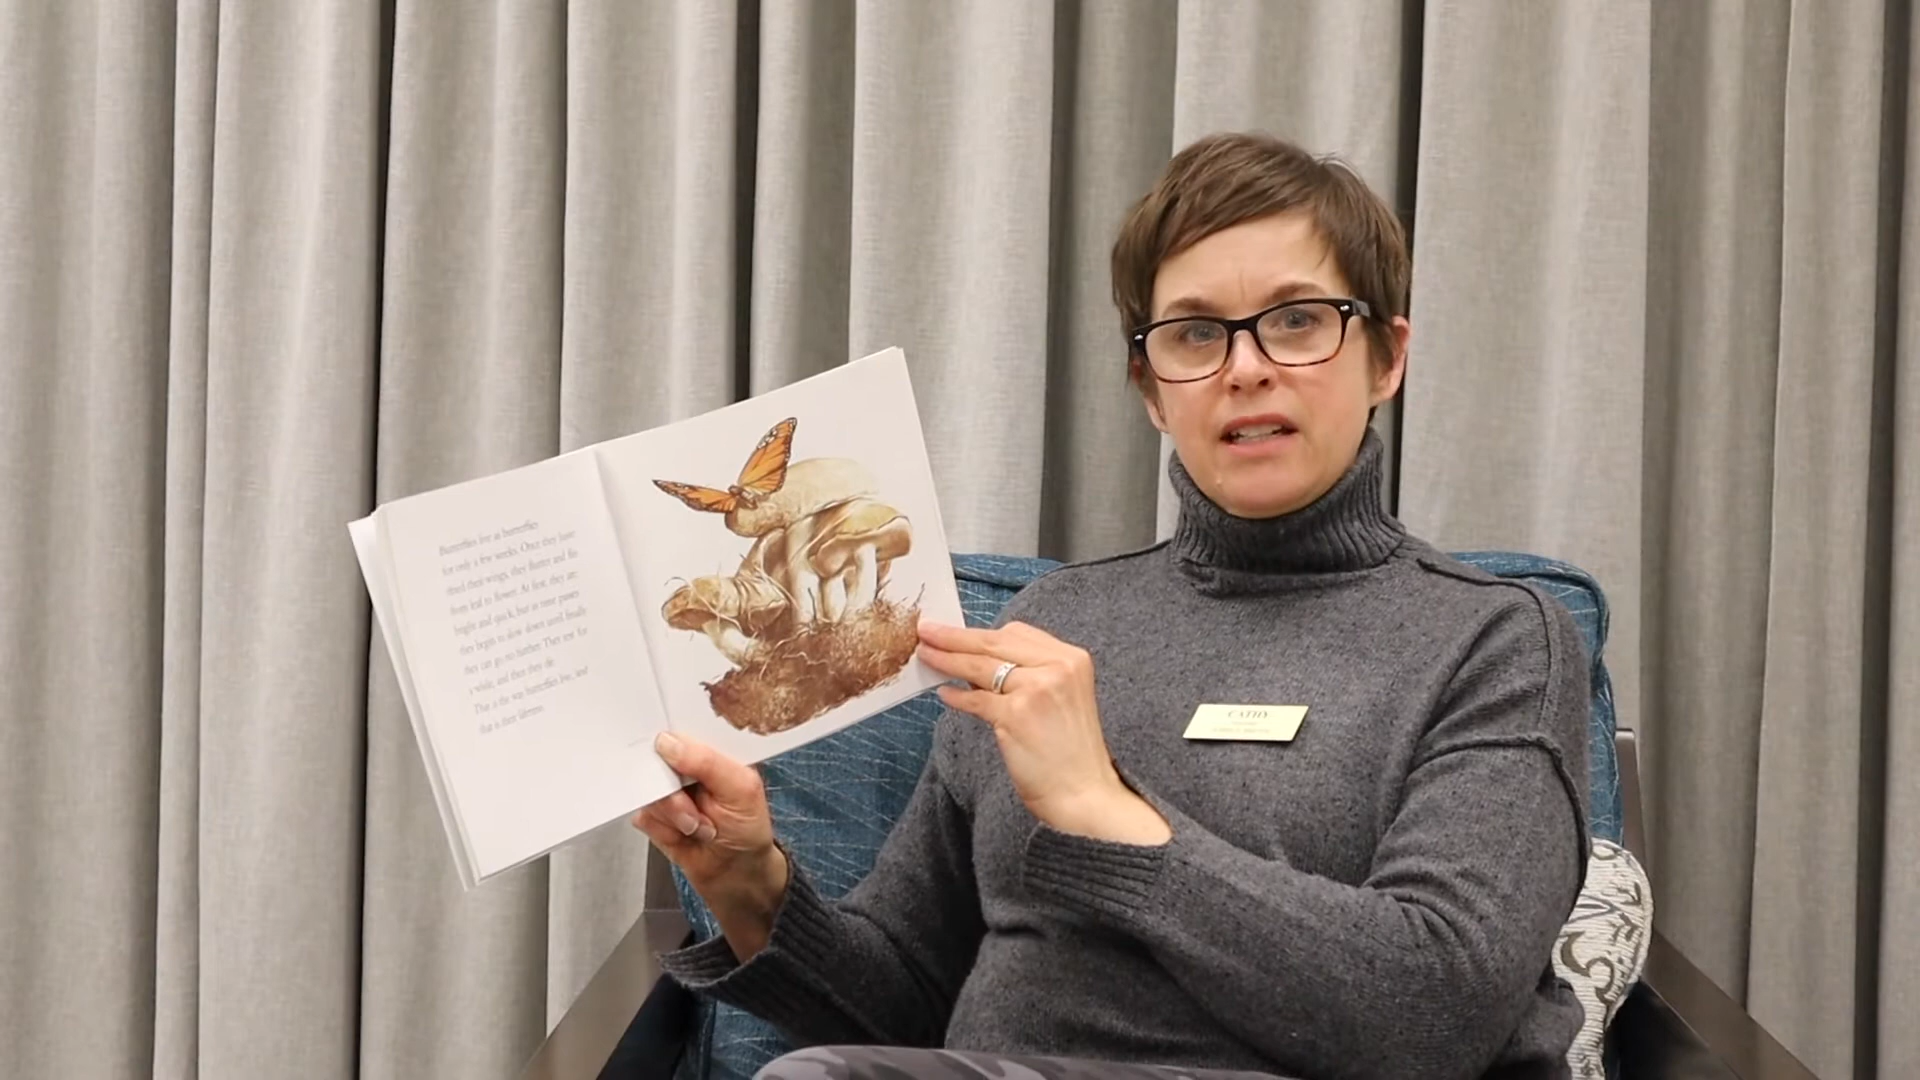 Butterflies live as butterflies
for only a few weeks. Once they have
dried their wings, they flutter and flit
from leaf to flower. At first, they are
bright and quick, but as time passes
they begin to slow down until finally
they can go no further. They rest for
a while, and then they die.
That is the way butterflies live, and
that is their lifetime.
CATHY